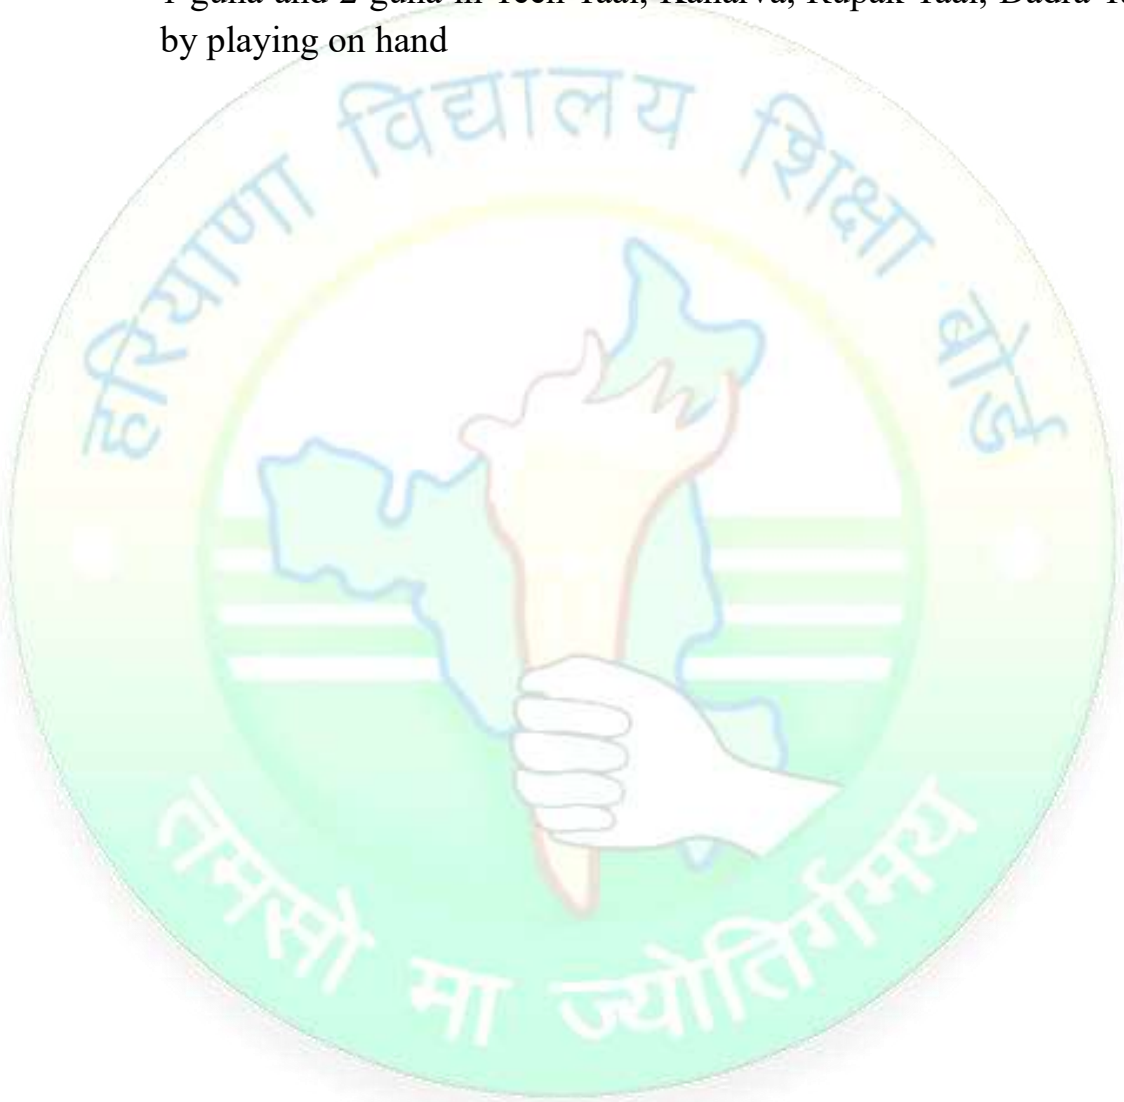 1 guna and 2 guna in Teen Taal, Kaharva, Rupak Taal, Dadra
by playing on hand
हरियाणा विद्यालय शिक्षा बोर्ड
तमसो मा ज्योतिर्गमय